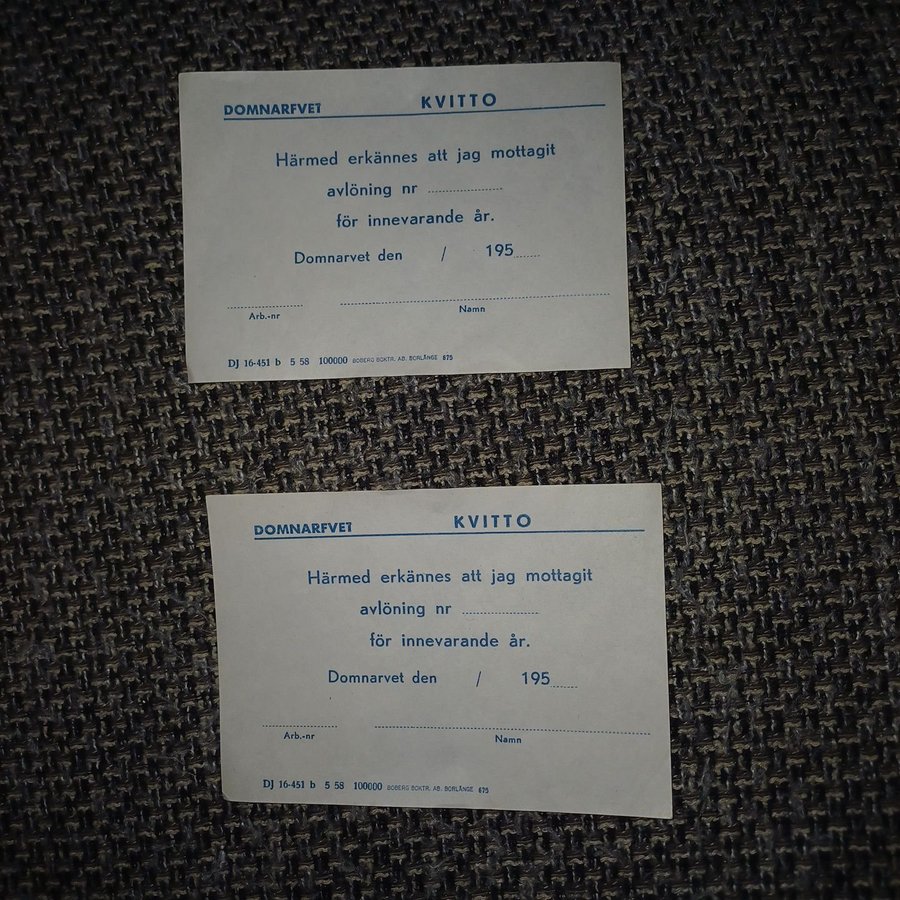 DOMNARFVET KVITTO
Härmed erkännes att jag mottagit
avlöning nr ....................
för innevarande år.
Domnarvet den / 195......
Arb.-nr Namn
DJ 16-451 b 5 58 100000 BOBERG BOKTR. AB. BORLÄNGE 675
DOMNARFVET KVITTO
Härmed erkännes att jag mottagit
avlöning nr ....................
för innevarande år.
Domnarvet den / 195......
Arb.-nr Namn
DJ 16-451 b 5 58 100000 BOBERG BOKTR. AB. BORLÄNGE 675